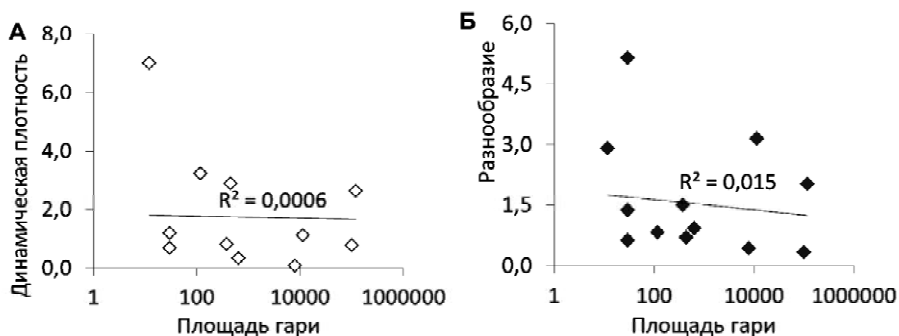 А
Динамическая плотность
8,0
6,0
4,0
2,0
0,0
R² = 0,0006
1
100
10000
1000000
Площадь гари
Б
Разнообразие
6,0
4,5
3,0
1,5
0,0
R² = 0,015
1
100
10000
1000000
Площадь гари